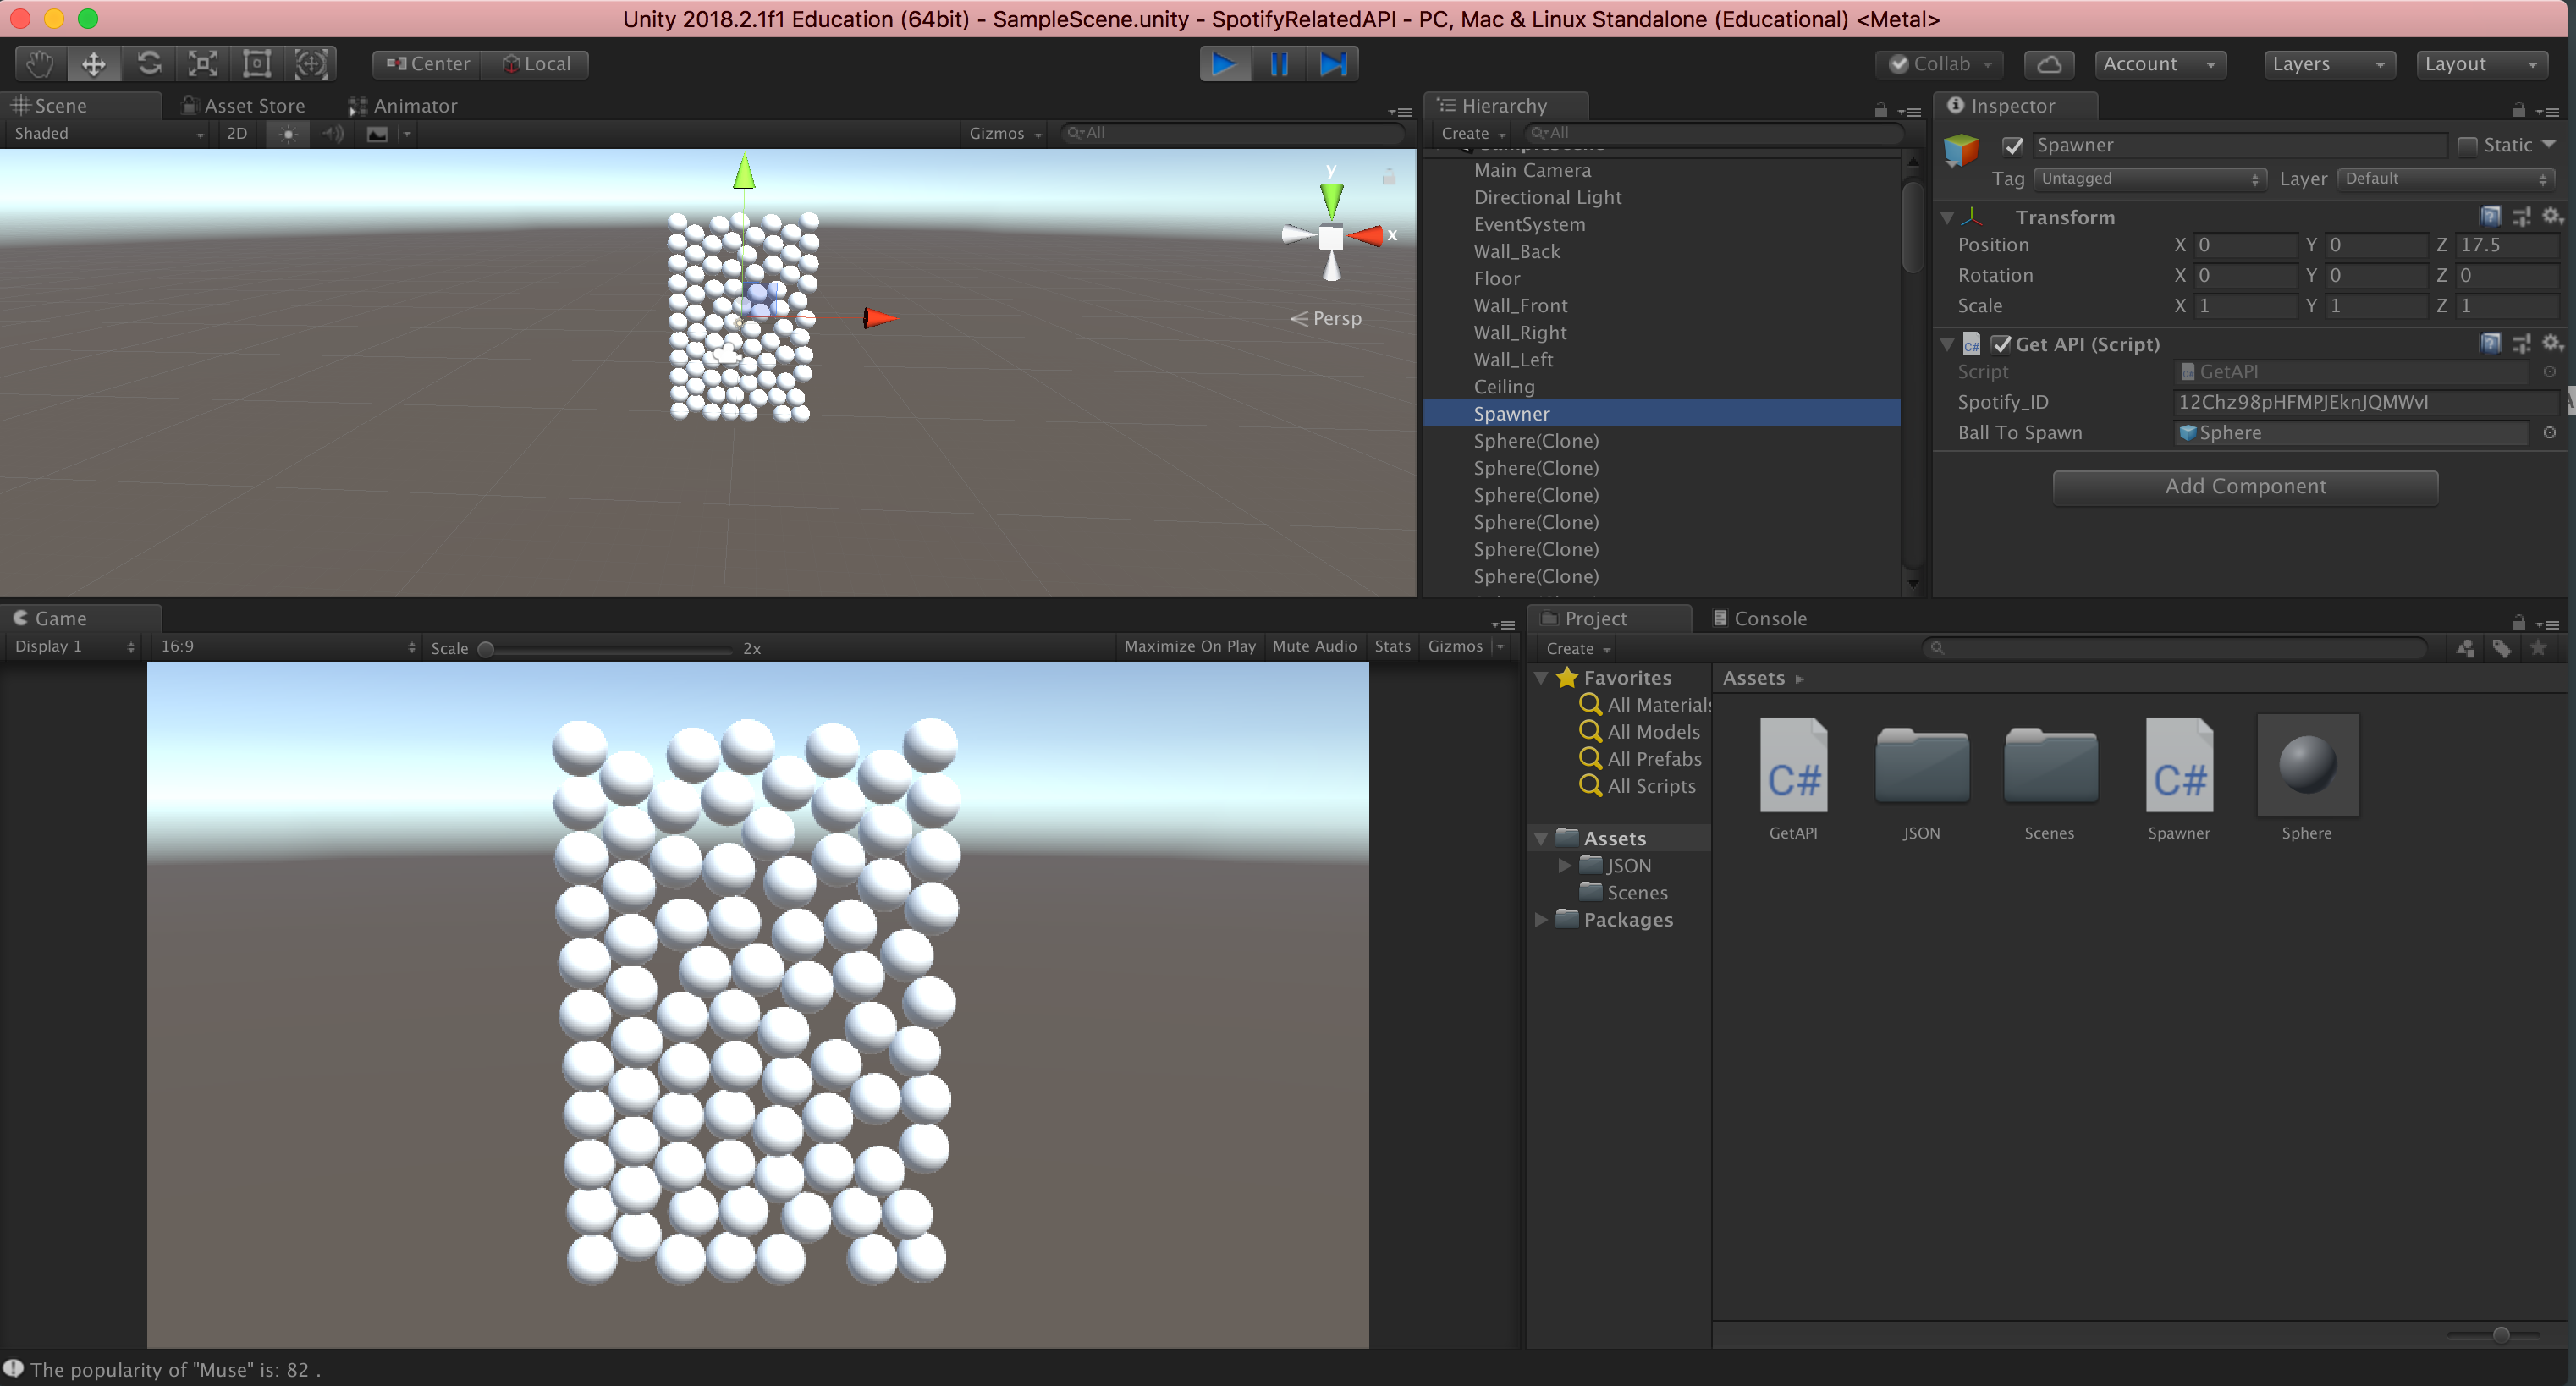 Unity 2018.2.1f1 Education (64bit) - SampleScene.unity - SpotifyRelatedAPI - PC, Mac & Linux Standalone (Educational) <Metal>
Center Local
Collab Account Layers Layout
Scene Asset Store Animator
Shaded 2D Gizmos All
y
x
Persp
Hierarchy
Create All
Main Camera
Directional Light
EventSystem
Wall_Back
Floor
Wall_Front
Wall_Right
Wall_Left
Ceiling
Spawner
Sphere(Clone)
Sphere(Clone)
Sphere(Clone)
Sphere(Clone)
Sphere(Clone)
Sphere(Clone)
Inspector
Spawner Static
Tag Untagged Layer Default
Transform
Position X 0 Y 0 Z 17.5
Rotation X 0 Y 0 Z 0
Scale X 1 Y 1 Z 1
C# Get API (Script)
Script GetAPI
Spotify_ID 12Chz98pHFMPJEknJQMWvI
Ball To Spawn Sphere
Add Component
Game
Display 1 16:9 Scale 2x Maximize On Play Mute Audio Stats Gizmos
Project Console
Create
Favorites
All Materials
All Models
All Prefabs
All Scripts
Assets
JSON
Scenes
Packages
Assets
C# C#
GetAPI JSON Scenes Spawner Sphere
The popularity of "Muse" is: 82 .